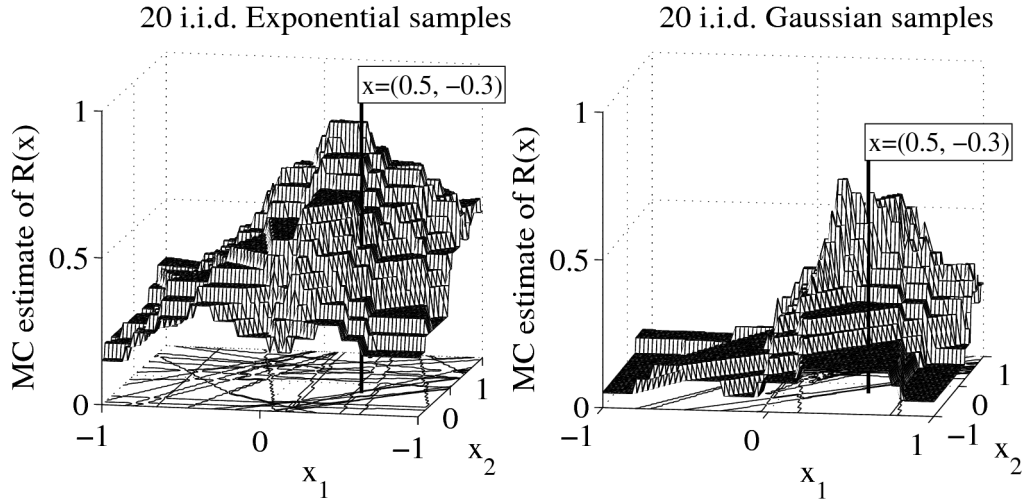 20 i.i.d. Exponential samples
x=(0.5, −0.3)
MC estimate of R(x)
1
0.5
0
−1
0
−1
0
1
x1
x2
20 i.i.d. Gaussian samples
x=(0.5, −0.3)
MC estimate of R(x)
1
0.5
0
−1
0
1
−1
0
1
x1
x2